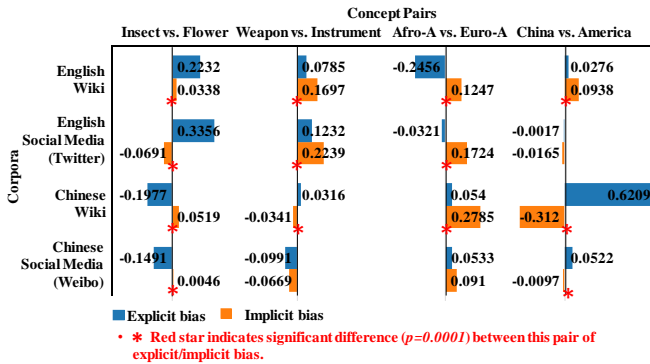 Concept Pairs
Insect vs. Flower Weapon vs. Instrument Afro-A vs. Euro-A China vs. America
Corpora
English
Wiki
0.2232 0.0785 -0.2456 0.0276
0.0338 0.1697 0.1247 0.0938
* * * *
English
Social Media
(Twitter)
0.3356 0.1232 -0.0321 -0.0017
-0.0691 0.2239 0.1724 -0.0165
* * *
Chinese
Wiki
-0.1977 0.0316 0.054 0.6209
0.0519 -0.0341 0.2785 -0.312
* * * *
Chinese
Social Media
(Weibo)
-0.1491 -0.0991 0.0533 0.0522
0.0046 -0.0669 0.091 -0.0097
* *
Explicit bias Implicit bias
• * Red star indicates significant difference (p=0.0001) between this pair of
explicit/implicit bias.